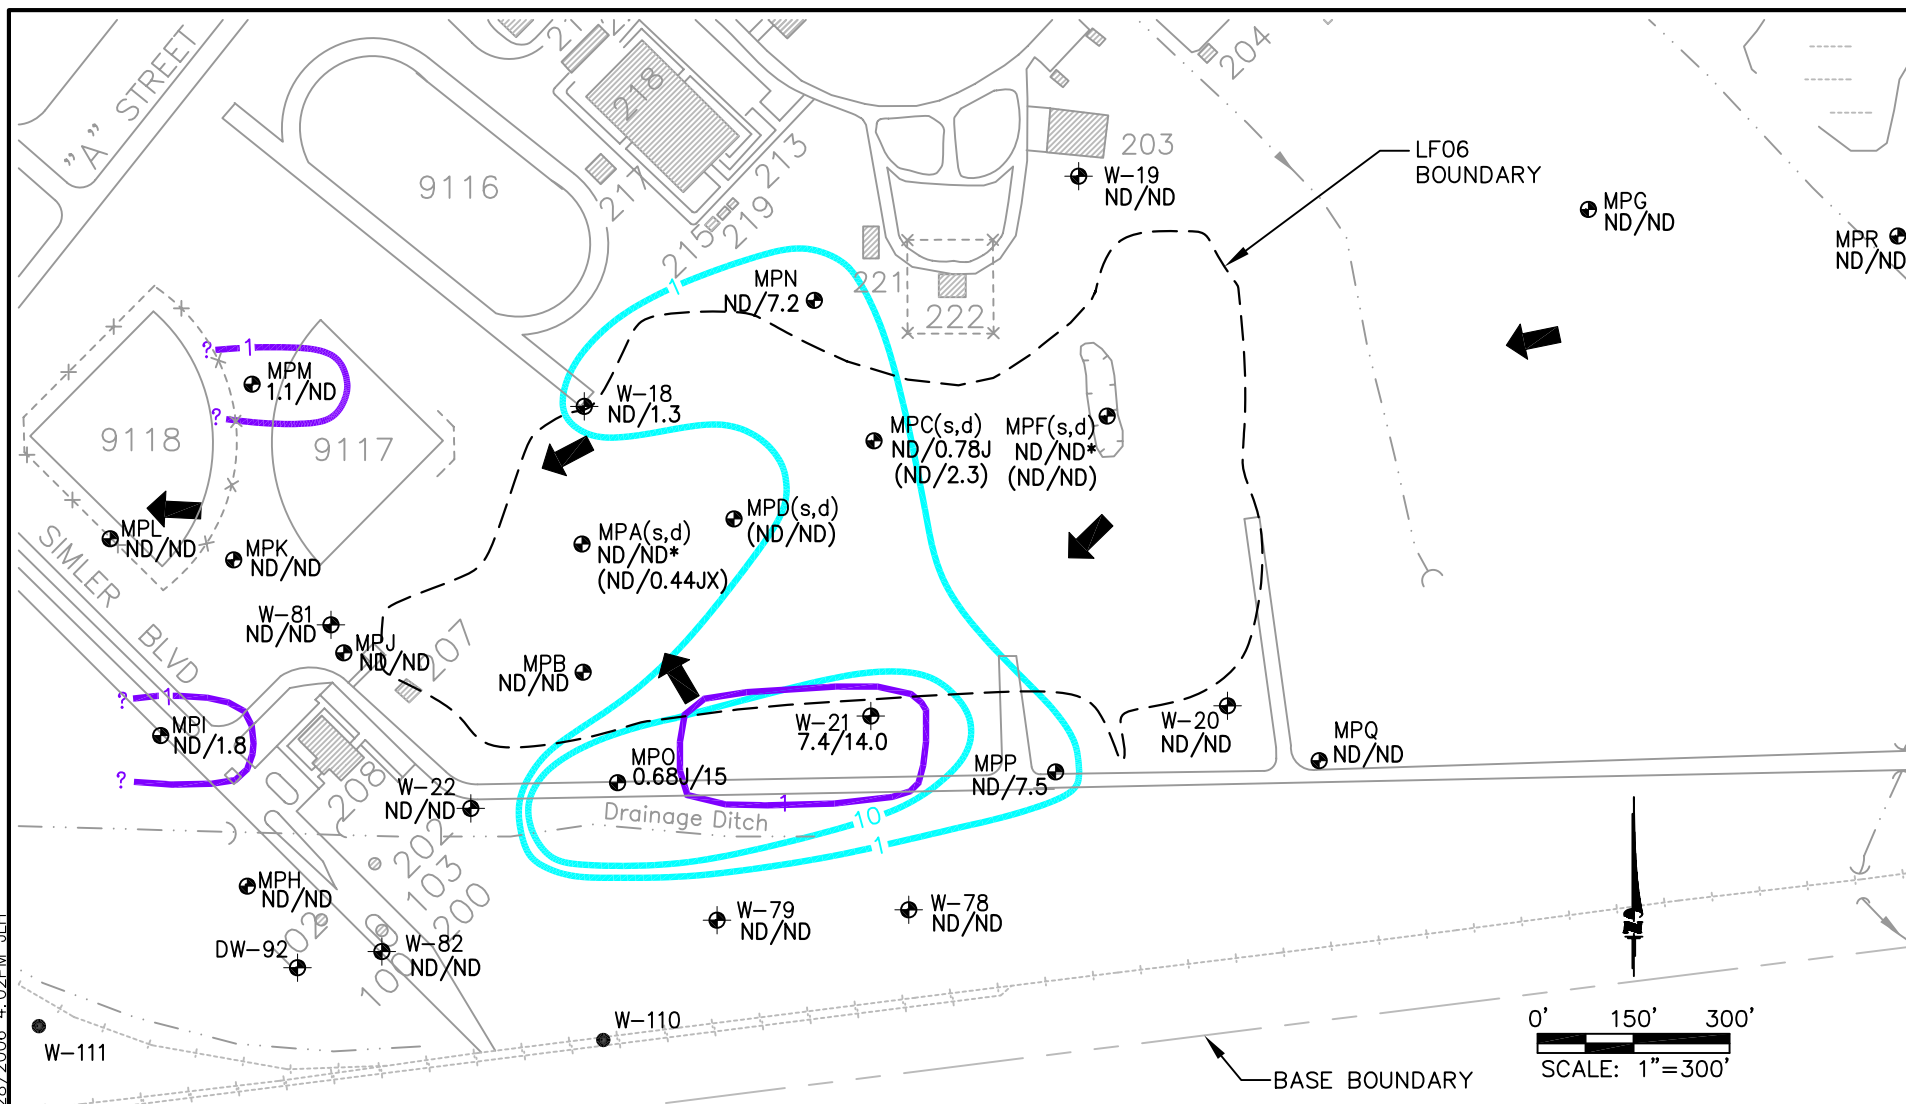 "A" STREET
218
204
203
213
217
219
215
9116
W-19
ND/ND
LF06
BOUNDARY
MPG
ND/ND
MPR
ND/ND
1
MPN
ND/7.2
221
222
? 1
MPM
1.1/ND
?
W-18
ND/1.3
9118
9117
MPC(s,d)
ND/0.78J
(ND/2.3)
MPF(s,d)
ND/ND*
(ND/ND)
MPL
ND/ND
MPK
ND/ND
MPD(s,d)
(ND/ND)
MPA(s,d)
ND/ND*
(ND/0.44JX)
SIMLER
BLVD
W-81
ND/ND
MPJ
ND/ND
207
MPB
ND/ND
? 1
MPI
ND/1.8
?
W-21
7.4/14.0
W-20
ND/ND
MPQ
ND/ND
MPO
0.68J/15
MPP
ND/7.5
W-22
ND/ND
208
1
Drainage Ditch
10
1
202
103
200
100
MPH
ND/ND
W-79
ND/ND
W-78
ND/ND
DW-92
W-82
ND/ND
N
W-111
W-110
0' 150' 300'
SCALE: 1"=300'
BASE BOUNDARY